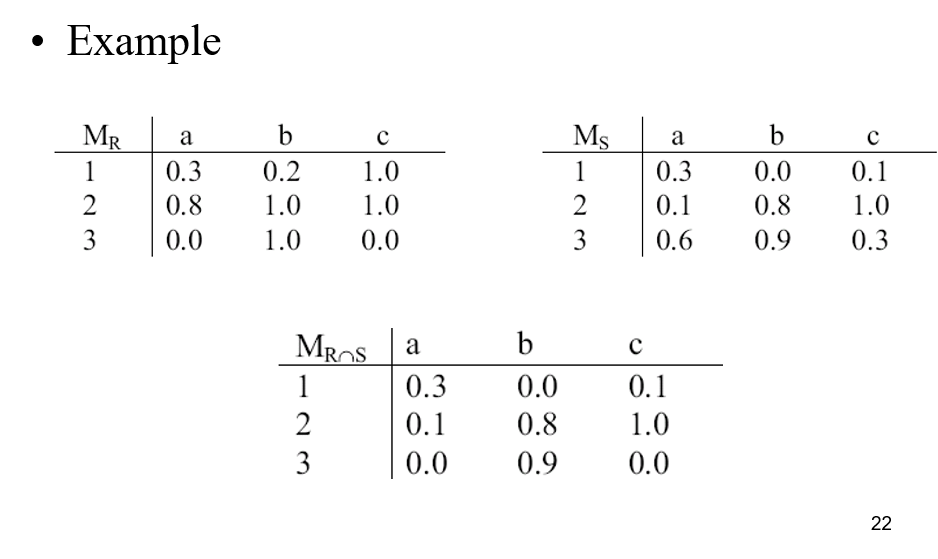 • Example
M_R a b c
1 0.3 0.2 1.0
2 0.8 1.0 1.0
3 0.0 1.0 0.0
M_S a b c
1 0.3 0.0 0.1
2 0.1 0.8 1.0
3 0.6 0.9 0.3
M_R∩S a b c
1 0.3 0.0 0.1
2 0.1 0.8 1.0
3 0.0 0.9 0.0
22